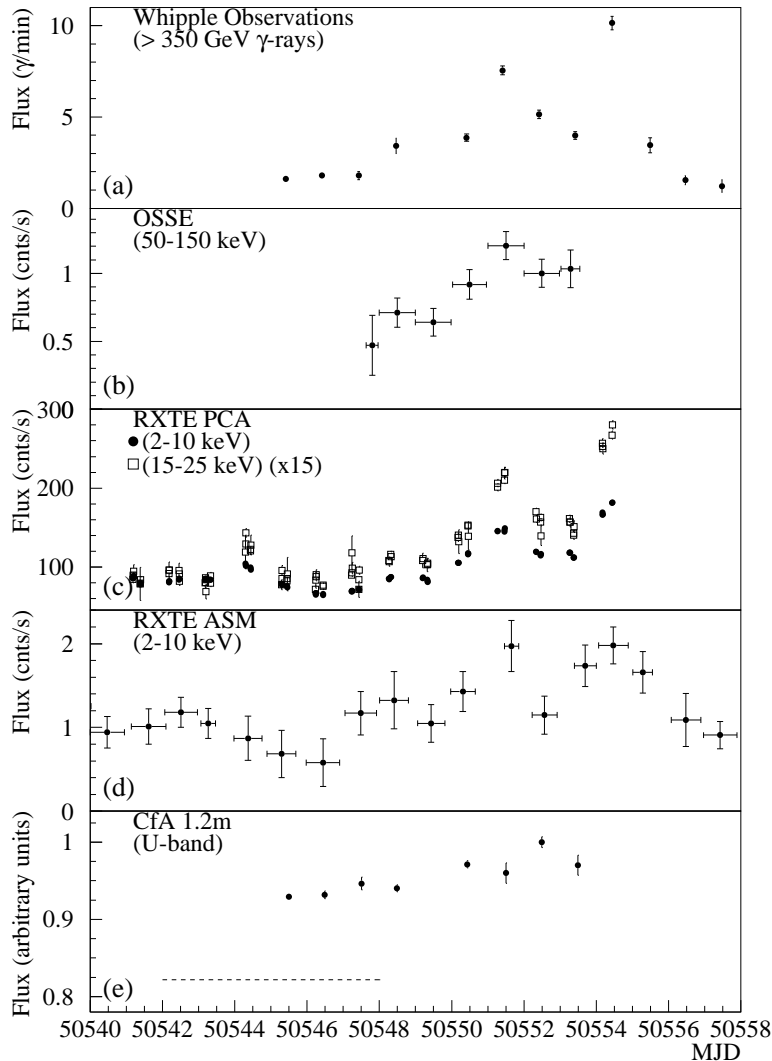 Whipple Observations
(> 350 GeV γ-rays)
Flux (γ/min)
10
5
0
(a)
OSSE
(50-150 keV)
Flux (cnts/s)
1
0.5
0
(b)
RXTE PCA
(2-10 keV)
(15-25 keV) (x15)
Flux (cnts/s)
300
200
100
(c)
RXTE ASM
(2-10 keV)
Flux (cnts/s)
2
1
0
(d)
CfA 1.2m
(U-band)
Flux (arbitrary units)
1
0.9
0.8
(e)
50540 50542 50544 50546 50548 50550 50552 50554 50556 50558
MJD